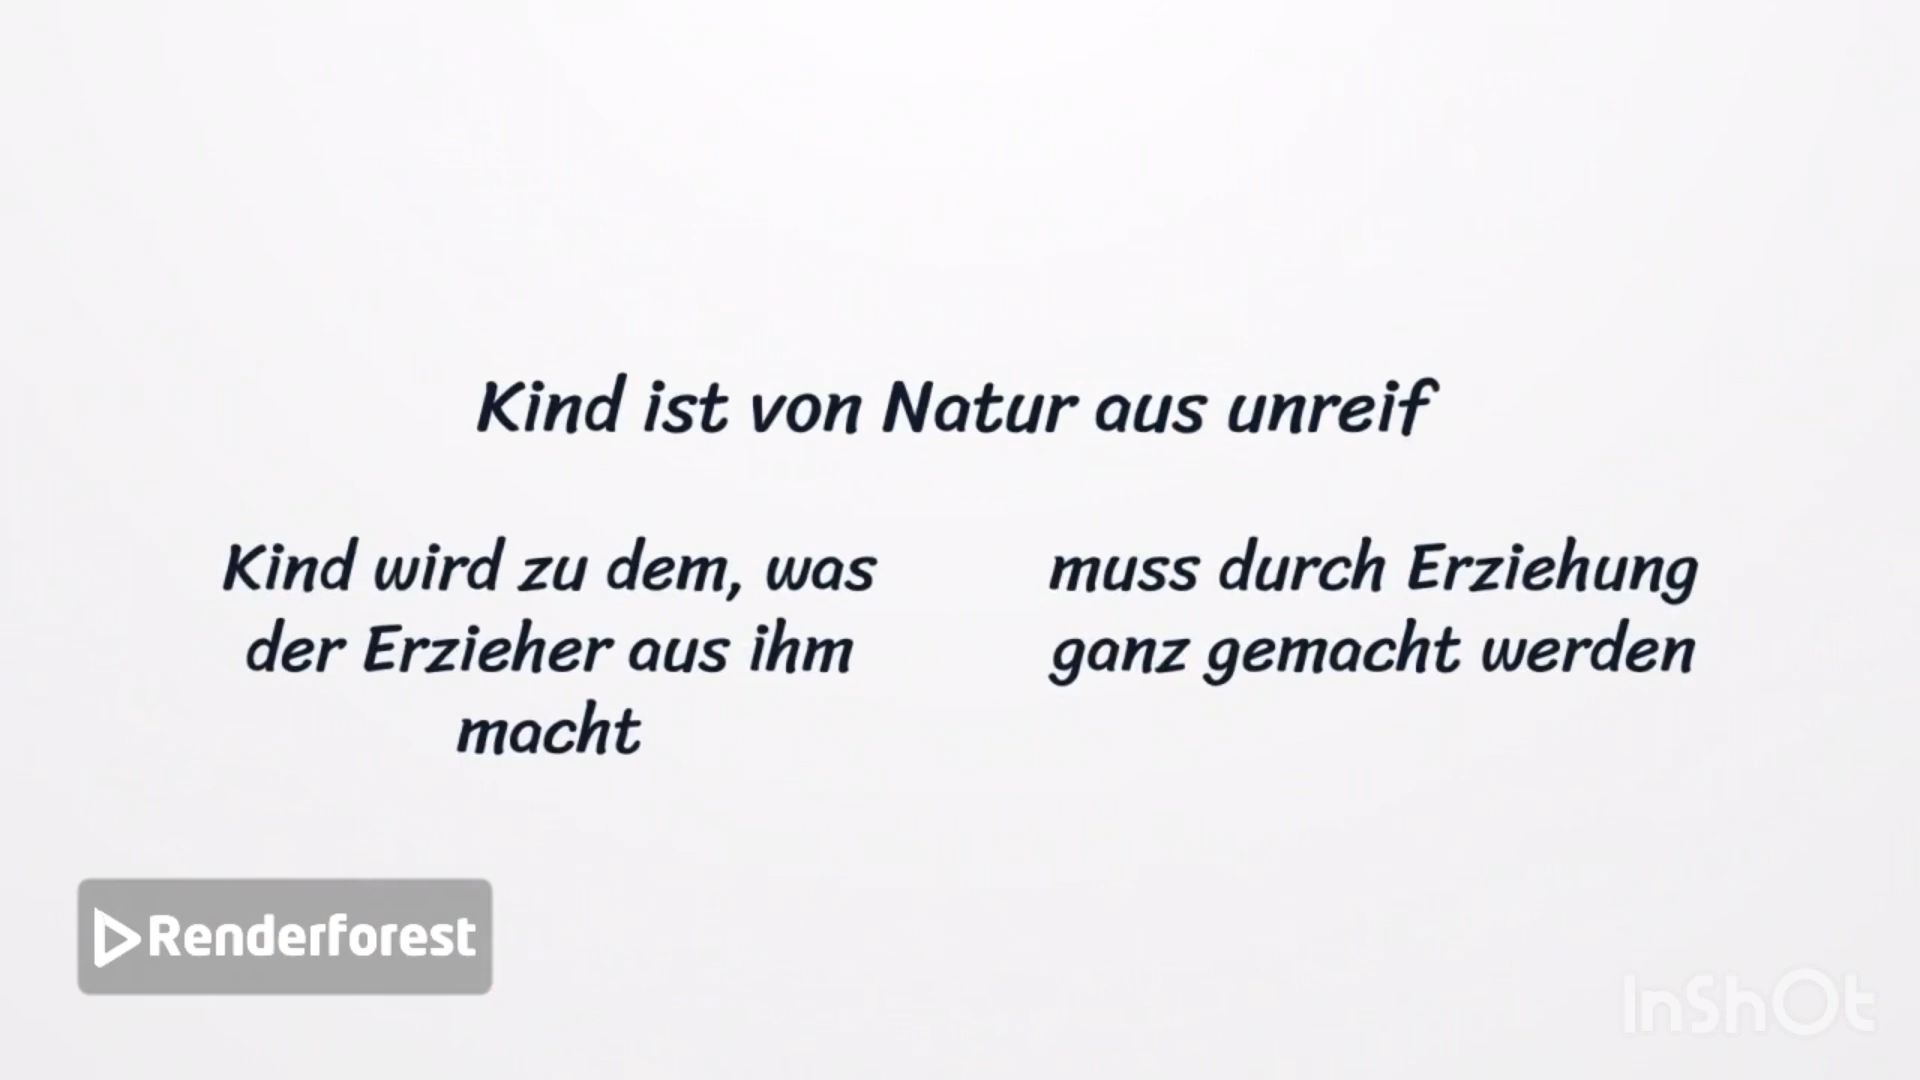 Kind ist von Natur aus unreif
Kind wird zu dem, was
der Erzieher aus ihm
macht
muss durch Erziehung
ganz gemacht werden
Renderforest
InShOt